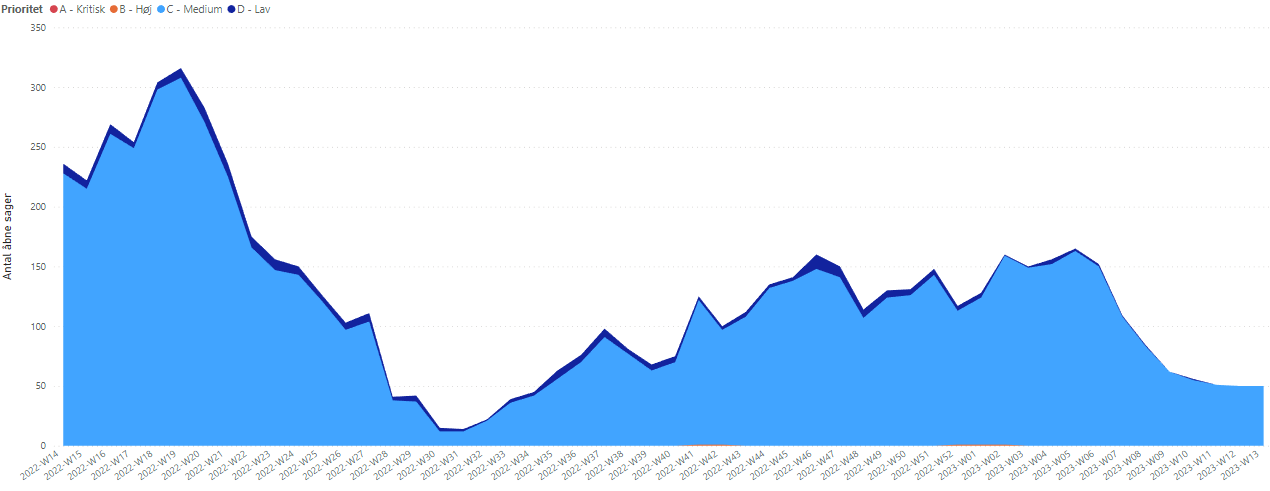 Prioritet A - Kritisk B - Høj C - Medium D - Lav
350
300
250
200
150
100
50
0
Antal åbne sager
2022-W14 2022-W15 2022-W16 2022-W17 2022-W18 2022-W19 2022-W20 2022-W21 2022-W22 2022-W23 2022-W24 2022-W25 2022-W26 2022-W27 2022-W28 2022-W29 2022-W30 2022-W31 2022-W32 2022-W33 2022-W34 2022-W35 2022-W36 2022-W37 2022-W38 2022-W39 2022-W40 2022-W41 2022-W42 2022-W43 2022-W44 2022-W45 2022-W46 2022-W47 2022-W48 2022-W49 2022-W50 2022-W51 2022-W52 2023-W01 2023-W02 2023-W03 2023-W04 2023-W05 2023-W06 2023-W07 2023-W08 2023-W09 2023-W10 2023-W11 2023-W12 2023-W13